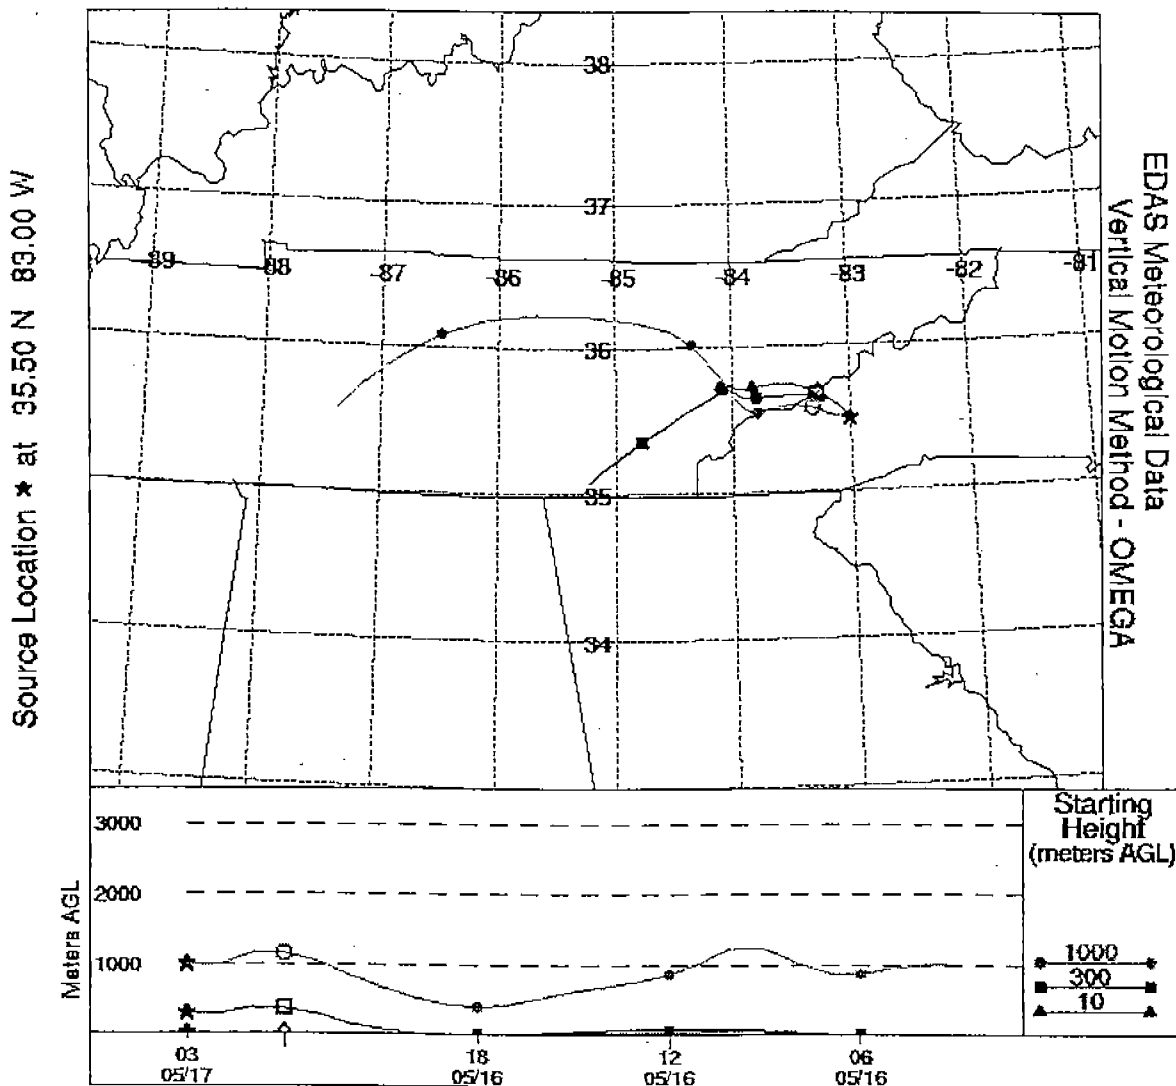 Source Location ★ at 35.50 N 83.00 W
EDAS Meteorological Data
Vertical Motion Method - OMEGA
38
37
-89 -88 -87 -86 -85 -84 -83 -82 -81
36
35
34
Meters AGL
3000
2000
1000
03 18 12 06
05/17 05/16 05/16 05/16
Starting
Height
(meters AGL)
1000
300
10